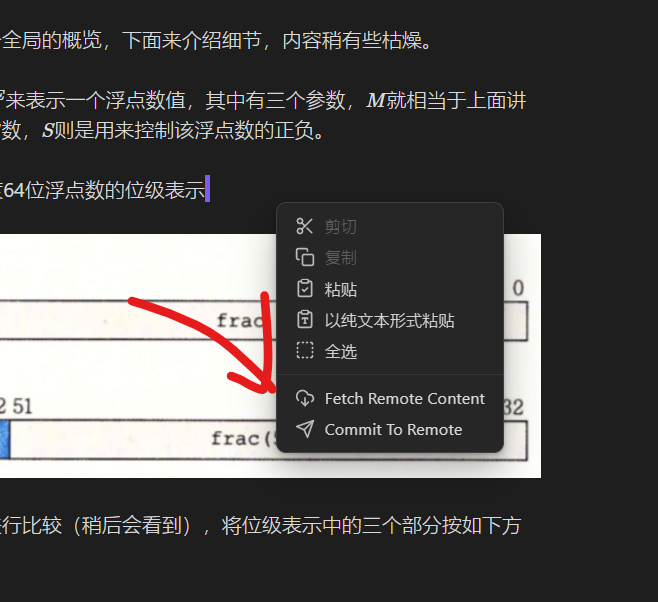 全局的概览，下面来介绍细节，内容稍有些枯燥。
来表示一个浮点数值，其中有三个参数，M就相当于上面讲
数，S则是用来控制该浮点数的正负。
64位浮点数的位级表示
剪切
复制
粘贴
0
以纯文本形式粘贴
frac
全选
Fetch Remote Content
2 51
32
Commit To Remote
frac(
行比较（稍后会看到），将位级表示中的三个部分按如下方